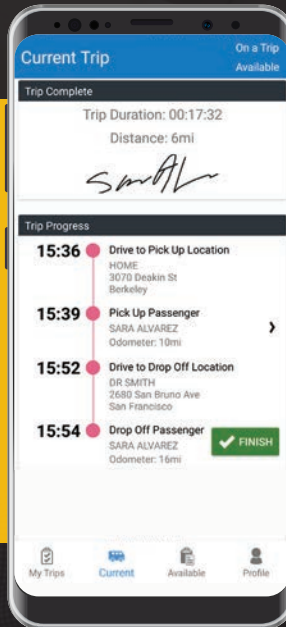 Current Trip
On a Trip
Available
Trip Complete
Trip Duration: 00:17:32
Distance: 6mi
Trip Progress
15:36 Drive to Pick Up Location
HOME
3070 Deakin St
Berkeley
15:39 Pick Up Passenger
SARA ALVAREZ
Odometer: 10mi
15:52 Drive to Drop Off Location
DR SMITH
2680 San Bruno Ave
San Francisco
15:54 Drop Off Passenger
SARA ALVAREZ
Odometer: 16mi
FINISH
My Trips Current Available Profile